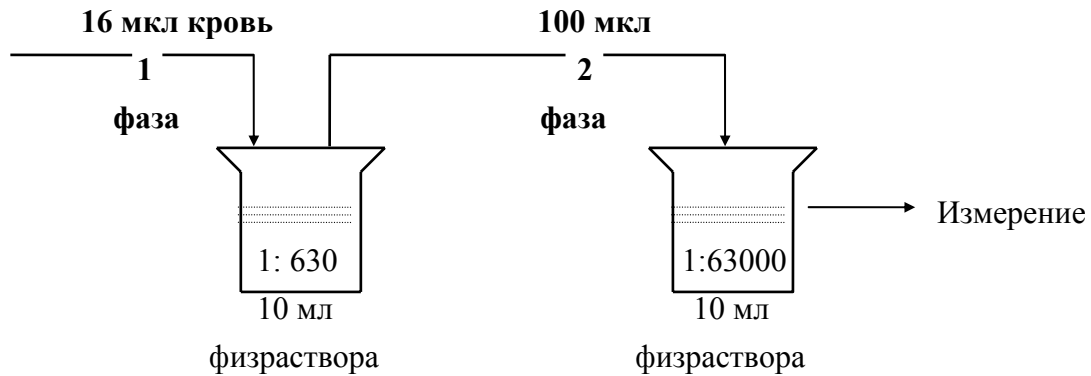 16 мкл кровь
1
фаза
100 мкл
2
фаза
1: 630
10 мл
физраствора
1:63000
10 мл
физраствора
Измерение